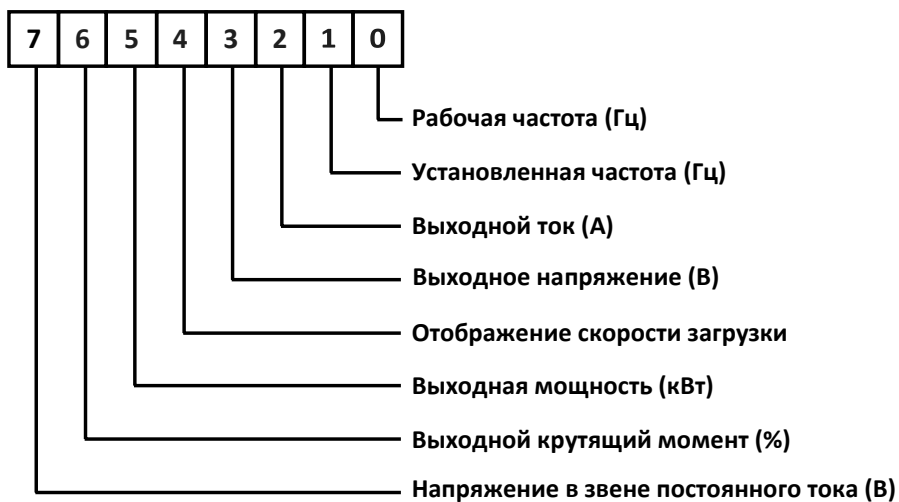 7 6 5 4 3 2 1 0
Рабочая частота (Гц)
Установленная частота (Гц)
Выходной ток (А)
Выходное напряжение (В)
Отображение скорости загрузки
Выходная мощность (кВт)
Выходной крутящий момент (%)
Напряжение в звене постоянного тока (В)